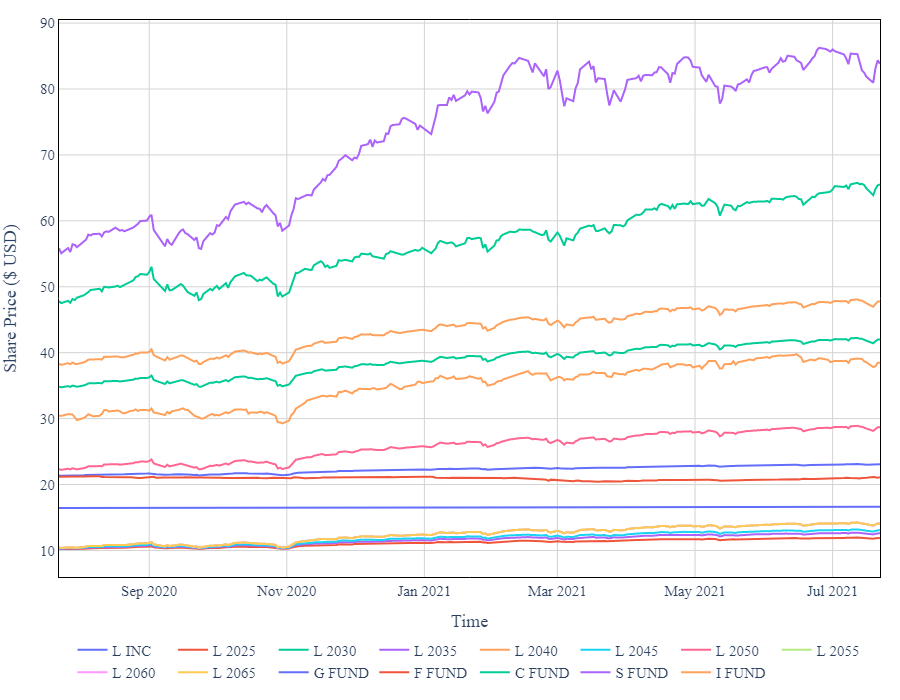 90
80
70
60
50
40
30
20
10
Share Price ($ USD)
Sep 2020 Nov 2020 Jan 2021 Mar 2021 May 2021 Jul 2021
Time
L INC L 2025 L 2030 L 2035 L 2040 L 2045 L 2050 L 2055
L 2060 L 2065 G FUND F FUND C FUND S FUND I FUND